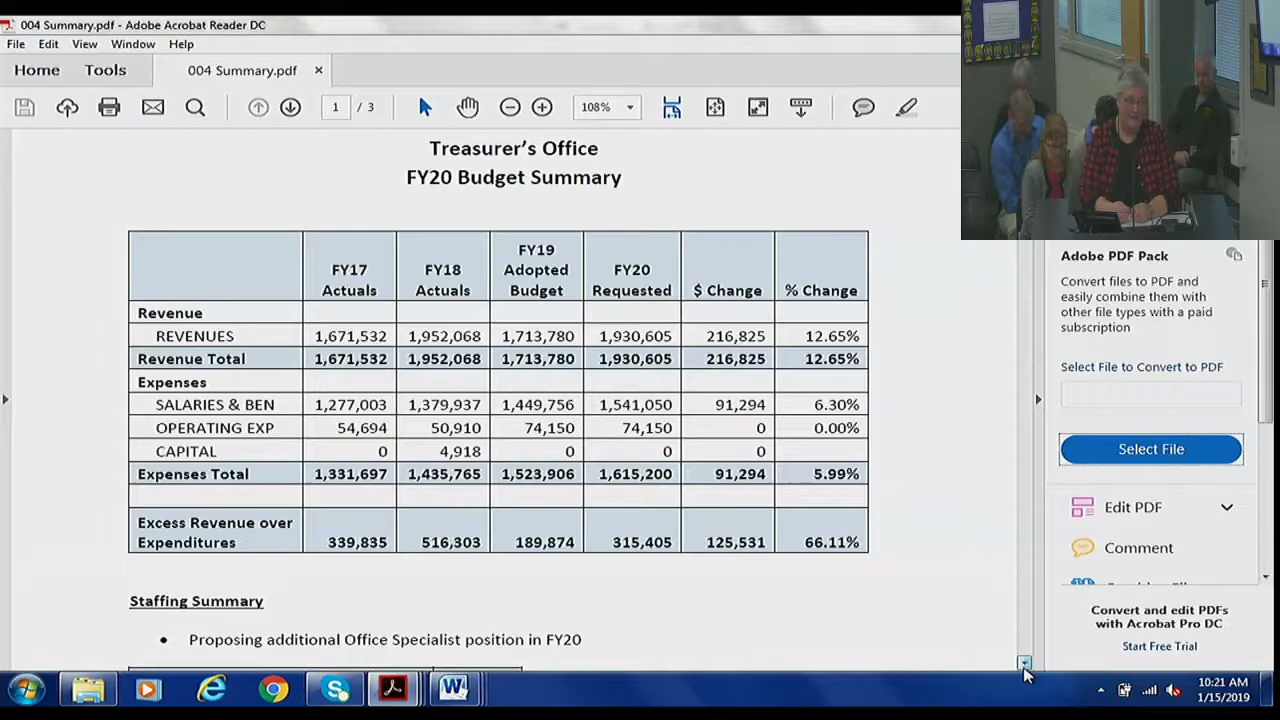 004 Summary.pdf - Adobe Acrobat Reader DC
File Edit View Window Help
Home Tools 004 Summary.pdf ×
1 / 3 108%
Treasurer's Office
FY20 Budget Summary
FY17 Actuals FY18 Actuals FY19 Adopted Budget FY20 Requested $ Change % Change
Revenue
REVENUES 1,671,532 1,952,068 1,713,780 1,930,605 216,825 12.65%
Revenue Total 1,671,532 1,952,068 1,713,780 1,930,605 216,825 12.65%
Expenses
SALARIES & BEN 1,277,003 1,379,937 1,449,756 1,541,050 91,294 6.30%
OPERATING EXP 54,694 50,910 74,150 74,150 0 0.00%
CAPITAL 0 4,918 0 0 0
Expenses Total 1,331,697 1,435,765 1,523,906 1,615,200 91,294 5.99%
Excess Revenue over
Expenditures 339,835 516,303 189,874 315,405 125,531 66.11%
Staffing Summary
• Proposing additional Office Specialist position in FY20
Adobe PDF Pack
Convert files to PDF and
easily combine them with
other file types with a paid
subscription
Select File to Convert to PDF
Select File
Edit PDF
Comment
Convert and edit PDFs
with Acrobat Pro DC
Start Free Trial
10:21 AM
1/15/2019